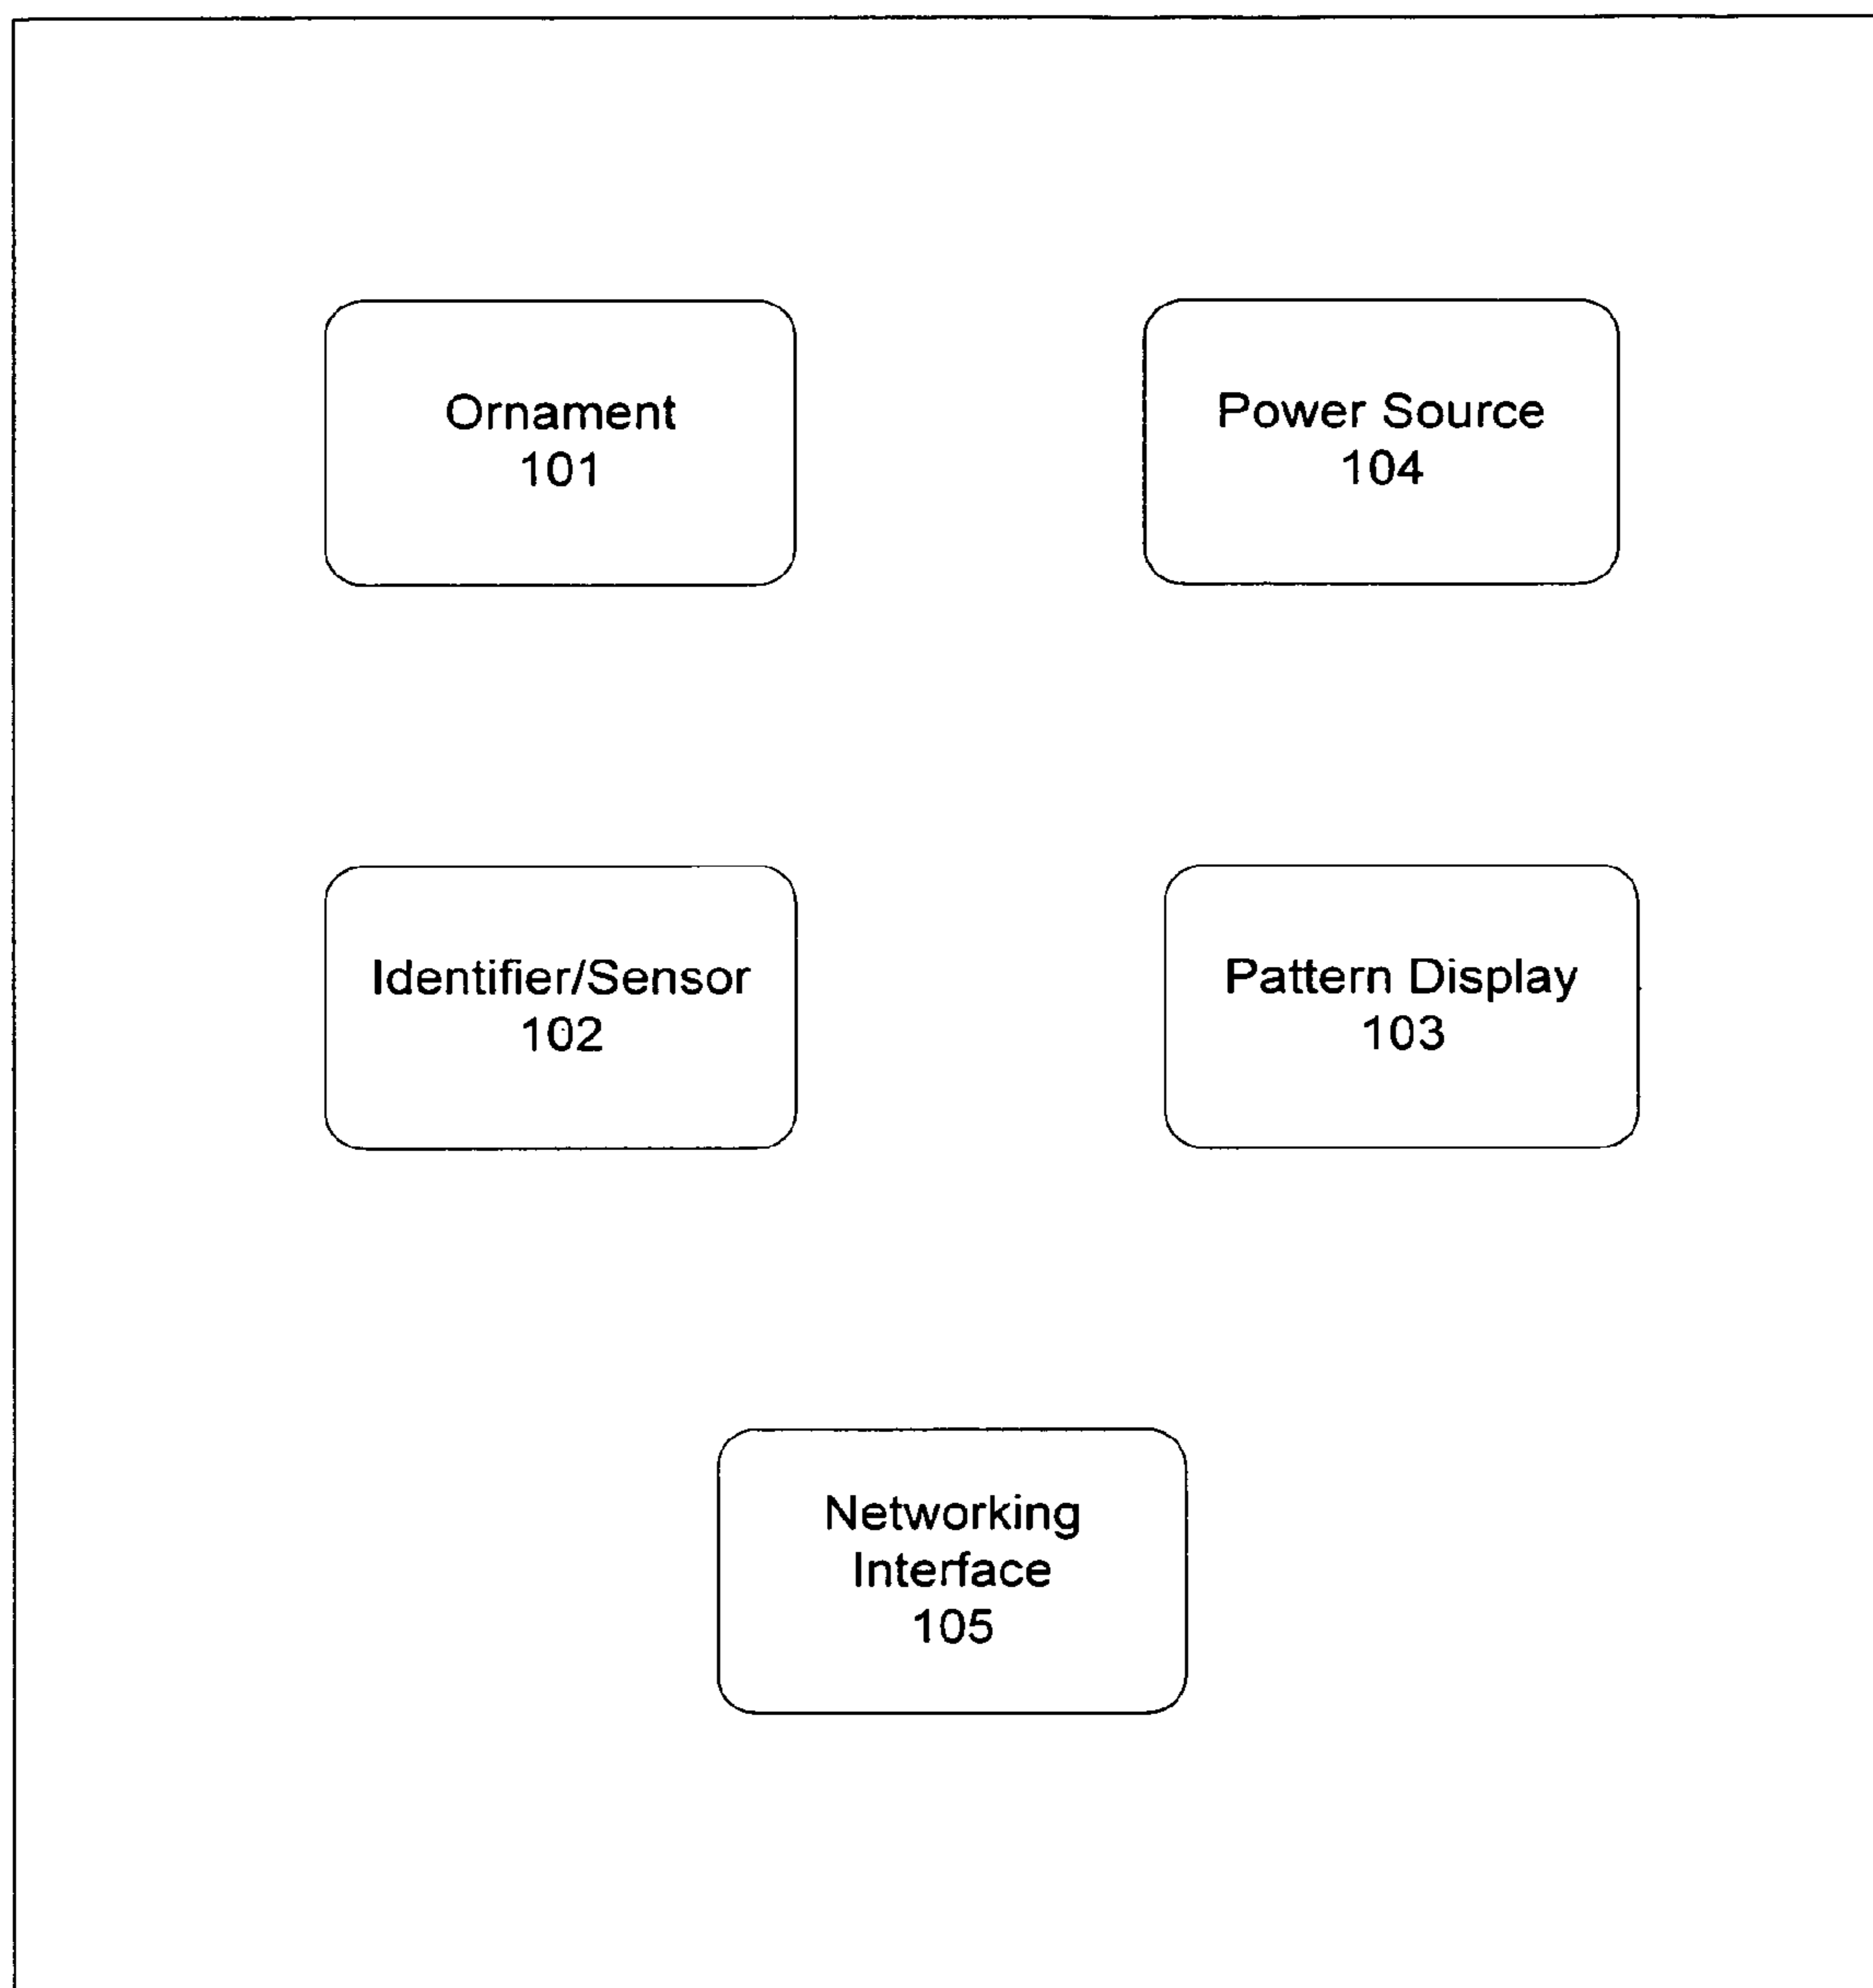 Ornament
101
Power Source
104
Identifier/Sensor
102
Pattern Display
103
Networking
Interface
105